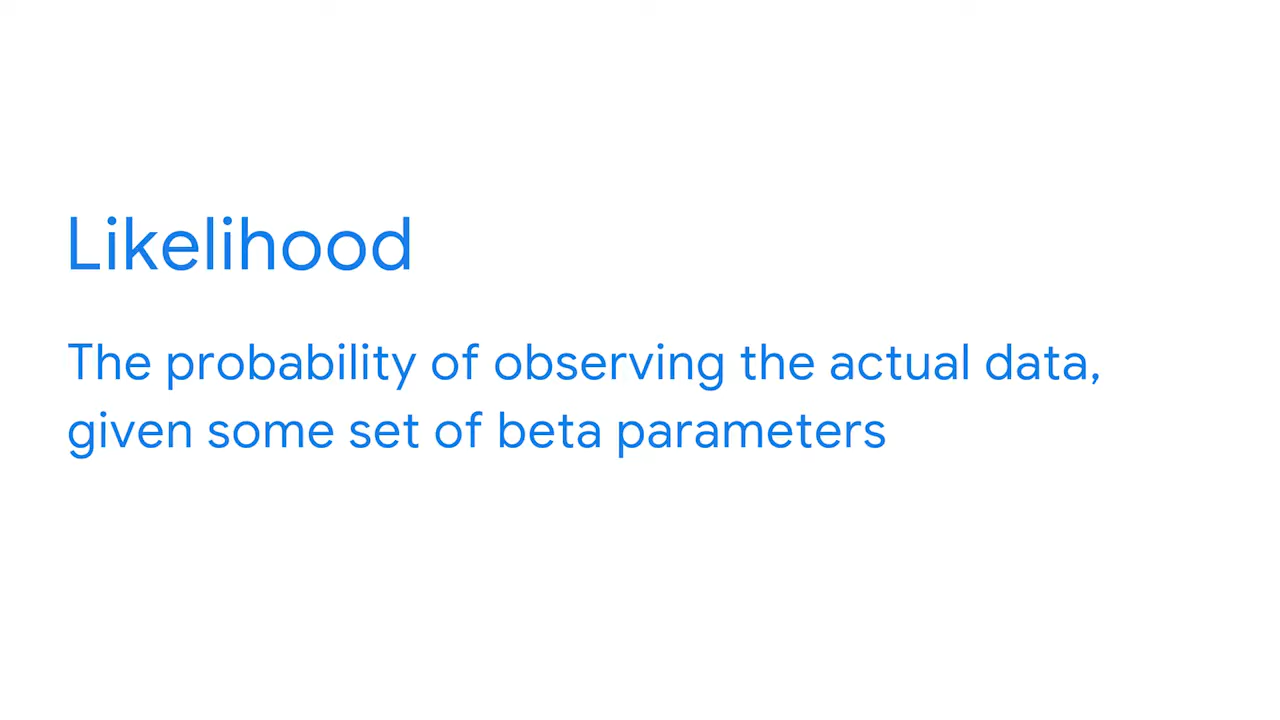 Likelihood
The probability of observing the actual data,
given some set of beta parameters